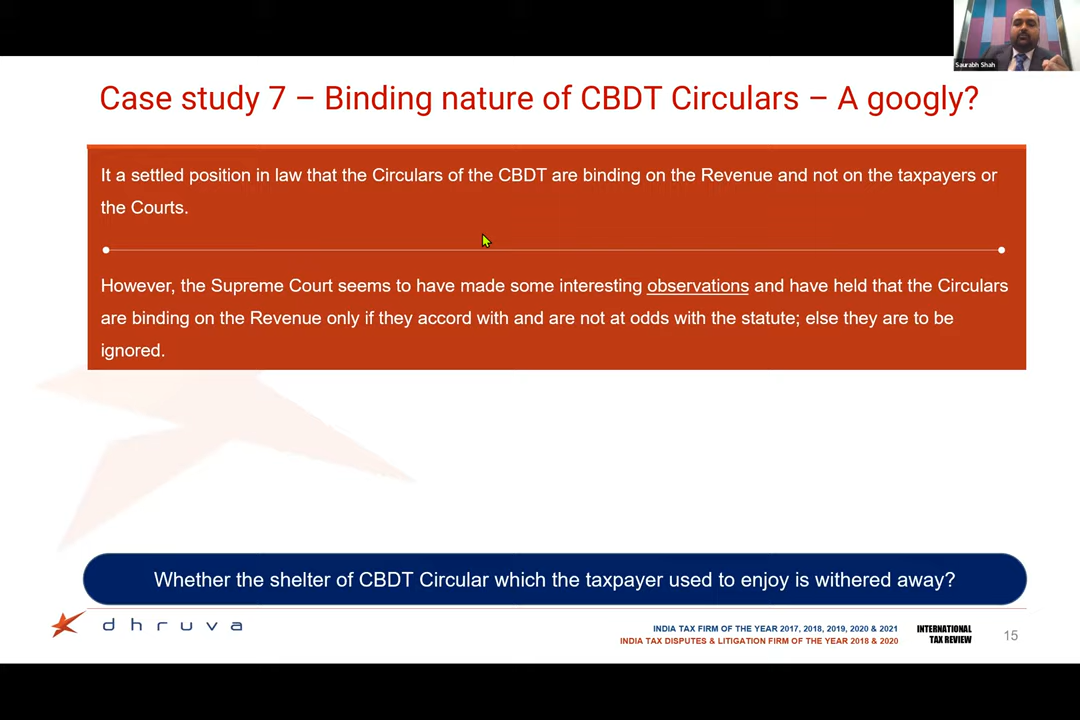 Saurabh Shah
Case study 7 – Binding nature of CBDT Circulars – A googly?
It a settled position in law that the Circulars of the CBDT are binding on the Revenue and not on the taxpayers or
the Courts.
However, the Supreme Court seems to have made some interesting observations and have held that the Circulars
are binding on the Revenue only if they accord with and are not at odds with the statute; else they are to be
ignored.
Whether the shelter of CBDT Circular which the taxpayer used to enjoy is withered away?
dhruva
INDIA TAX FIRM OF THE YEAR 2017, 2018, 2019, 2020 & 2021
INDIA TAX DISPUTES & LITIGATION FIRM OF THE YEAR 2018 & 2020
INTERNATIONAL
TAX REVIEW
15